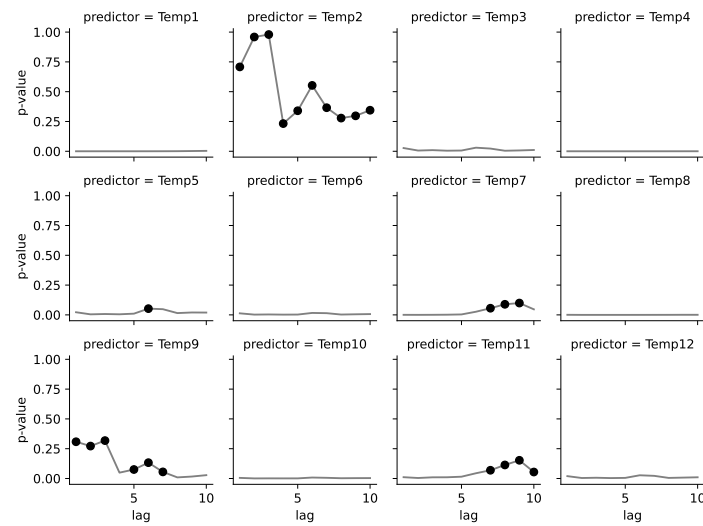 predictor = Temp1
predictor = Temp2
predictor = Temp3
predictor = Temp4
1.00
0.75
0.50
0.25
0.00
p-value
predictor = Temp5
predictor = Temp6
predictor = Temp7
predictor = Temp8
1.00
0.75
0.50
0.25
0.00
p-value
predictor = Temp9
predictor = Temp10
predictor = Temp11
predictor = Temp12
1.00
0.75
0.50
0.25
0.00
p-value
5 10
lag
5 10
lag
5 10
lag
5 10
lag